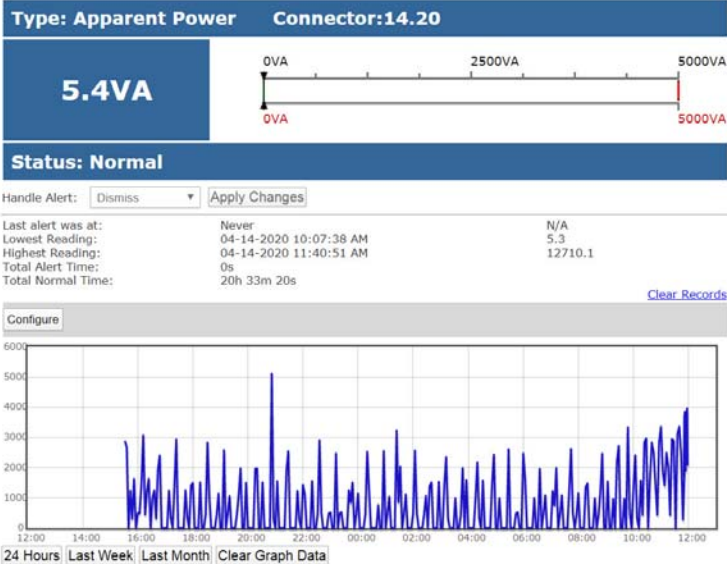 Type: Apparent Power Connector:14.20
5.4VA
0VA 2500VA 5000VA
0VA 5000VA
Status: Normal
Handle Alert: Dismiss Apply Changes
Last alert was at: Never N/A
Lowest Reading: 04-14-2020 10:07:38 AM 5.3
Highest Reading: 04-14-2020 11:40:51 AM 12710.1
Total Alert Time: 0s
Total Normal Time: 20h 33m 20s
Clear Records
Configure
6000
5000
4000
3000
2000
1000
0
12:00 14:00 16:00 18:00 20:00 22:00 00:00 02:00 04:00 06:00 08:00 10:00 12:00
24 Hours Last Week Last Month Clear Graph Data